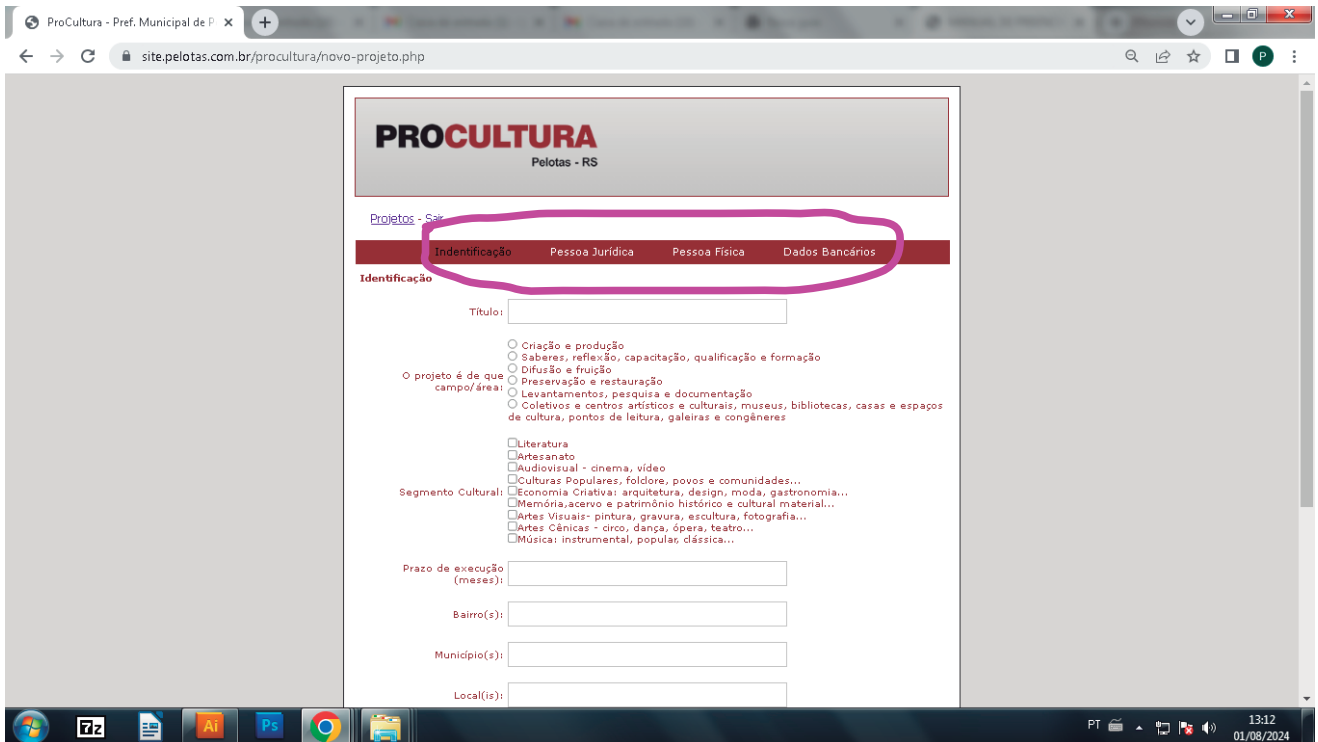 ProCultura - Pref. Municipal de P
site.pelotas.com.br/procultura/novo-projeto.php
P
PROCULTURA
Pelotas - RS
Projetos - Sair
Indentificação Pessoa Jurídica Pessoa Física Dados Bancários
Identificação
Título:
O projeto é de que campo/área:
Criação e produção
Saberes, reflexão, capacitação, qualificação e formação
Difusão e fruição
Preservação e restauração
Levantamentos, pesquisa e documentação
Coletivos e centros artísticos e culturais, museus, bibliotecas, casas e espaços
de cultura, pontos de leitura, galeiras e congêneres
Segmento Cultural:
Literatura
Artesanato
Audiovisual - cinema, vídeo
Culturas Populares, folclore, povos e comunidades...
Economia Criativa: arquitetura, design, moda, gastronomia...
Memória,acervo e patrimônio histórico e cultural material...
Artes Visuais- pintura, gravura, escultura, fotografia...
Artes Cênicas - circo, dança, ópera, teatro...
Música: instrumental, popular, clássica...
Prazo de execução
(meses):
Bairro(s):
Município(s):
Local(is):
7z Ai Ps
PT 13:12
01/08/2024